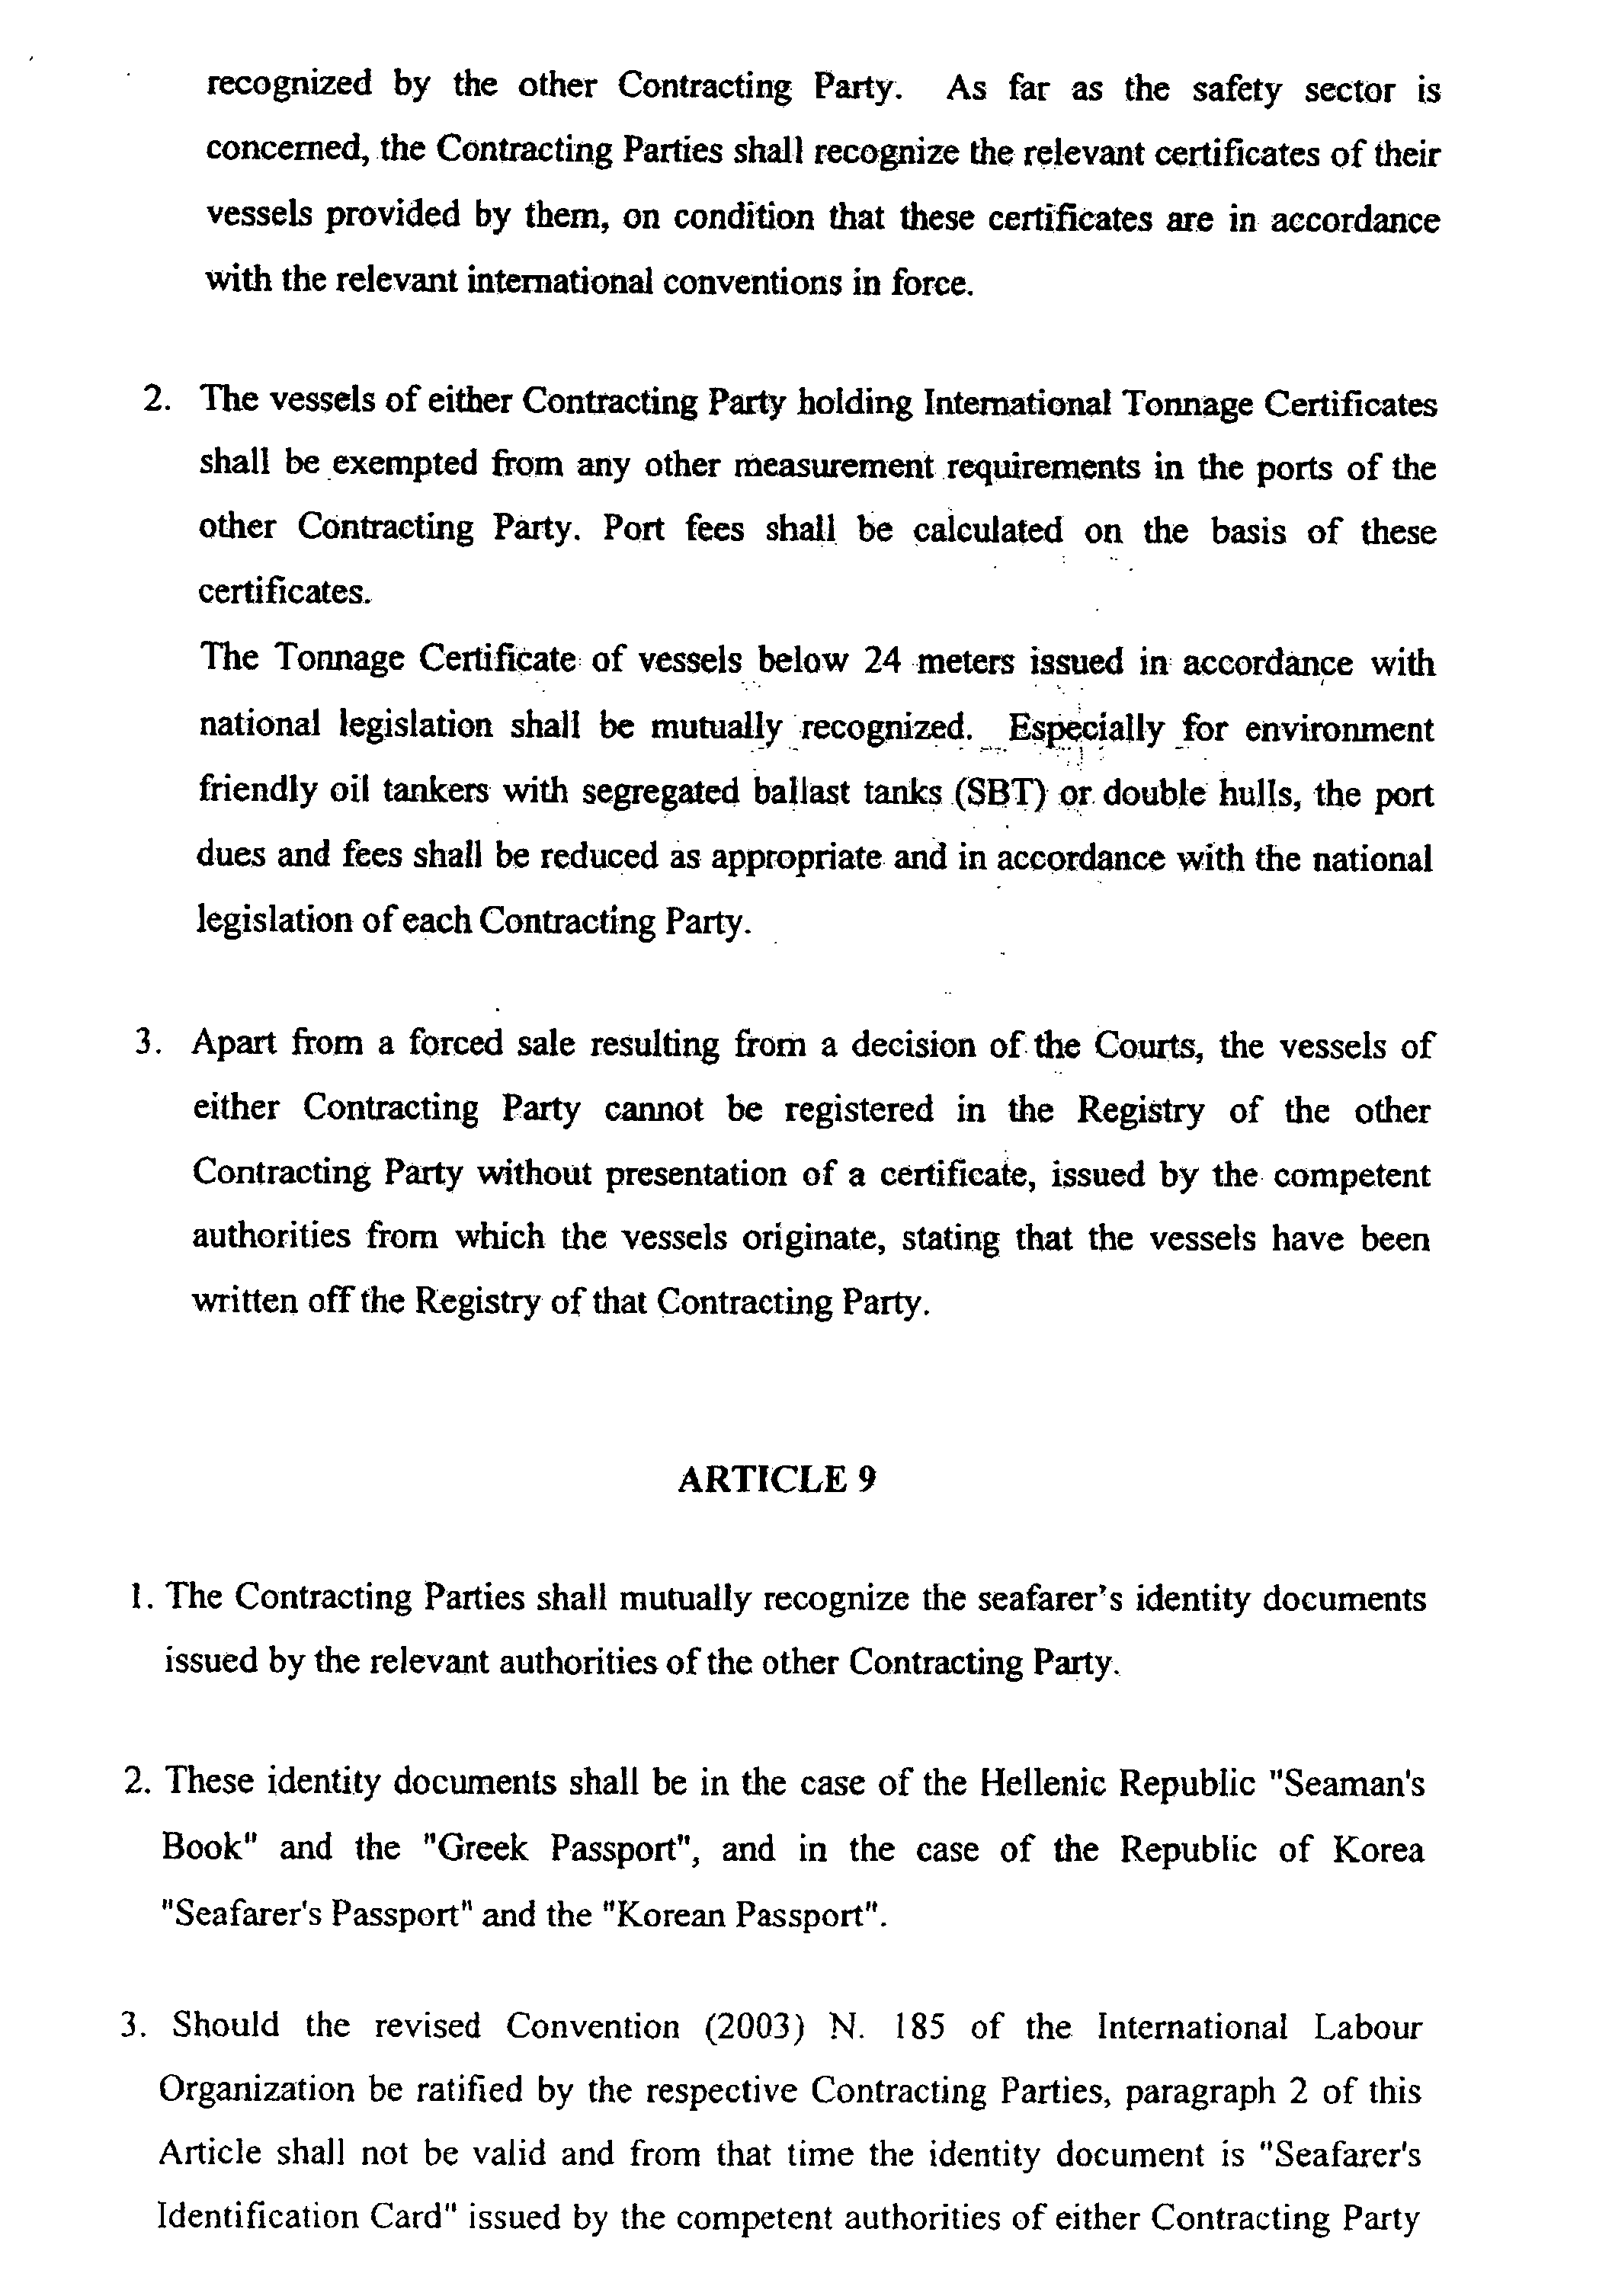 recognized by the other Contracting Party. As far as the safety sector is
concerned, the Contracting Parties shall recognize the relevant certificates of their
vessels provided by them, on condition that these certificates are in accordance
with the relevant international conventions in force.
2. The vessels of either Contracting Party holding International Tonnage Certificates
shall be exempted from any other measurement requirements in the ports of the
other Contracting Party. Port fees shall be calculated on the basis of these
certificates.
The Tonnage Certificate of vessels below 24 meters issued in accordance with
national legislation shall be mutually recognized. Especially for environment
friendly oil tankers with segregated ballast tanks (SBT) or double hulls, the port
dues and fees shall be reduced as appropriate and in accordance with the national
legislation of each Contracting Party.
3. Apart from a forced sale resulting from a decision of the Courts, the vessels of
either Contracting Party cannot be registered in the Registry of the other
Contracting Party without presentation of a certificate, issued by the competent
authorities from which the vessels originate, stating that the vessels have been
written off the Registry of that Contracting Party.
ARTICLE 9
1. The Contracting Parties shall mutually recognize the seafarer's identity documents
issued by the relevant authorities of the other Contracting Party.
2. These identity documents shall be in the case of the Hellenic Republic "Seaman's
Book" and the "Greek Passport", and in the case of the Republic of Korea
"Seafarer's Passport" and the "Korean Passport".
3. Should the revised Convention (2003) N. 185 of the International Labour
Organization be ratified by the respective Contracting Parties, paragraph 2 of this
Article shall not be valid and from that time the identity document is "Seafarer's
Identification Card" issued by the competent authorities of either Contracting Party